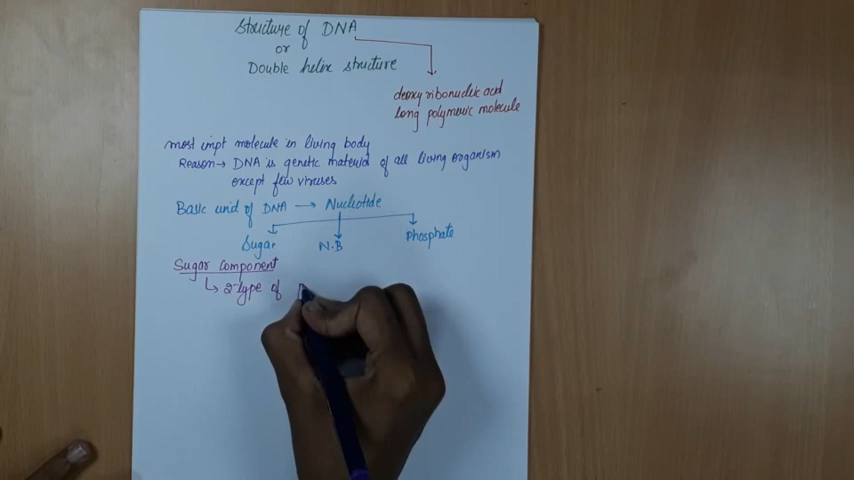 Structure of DNA
or
Double helix structure
deoxyribonucleic acid
long polymeric molecule
most impt molecule in living body
Reason → DNA is genetic material of all living organism
except few viruses
Basic unit of DNA → Nucleotide
Sugar N.B Phosphate
Sugar component
↳ 2-type of